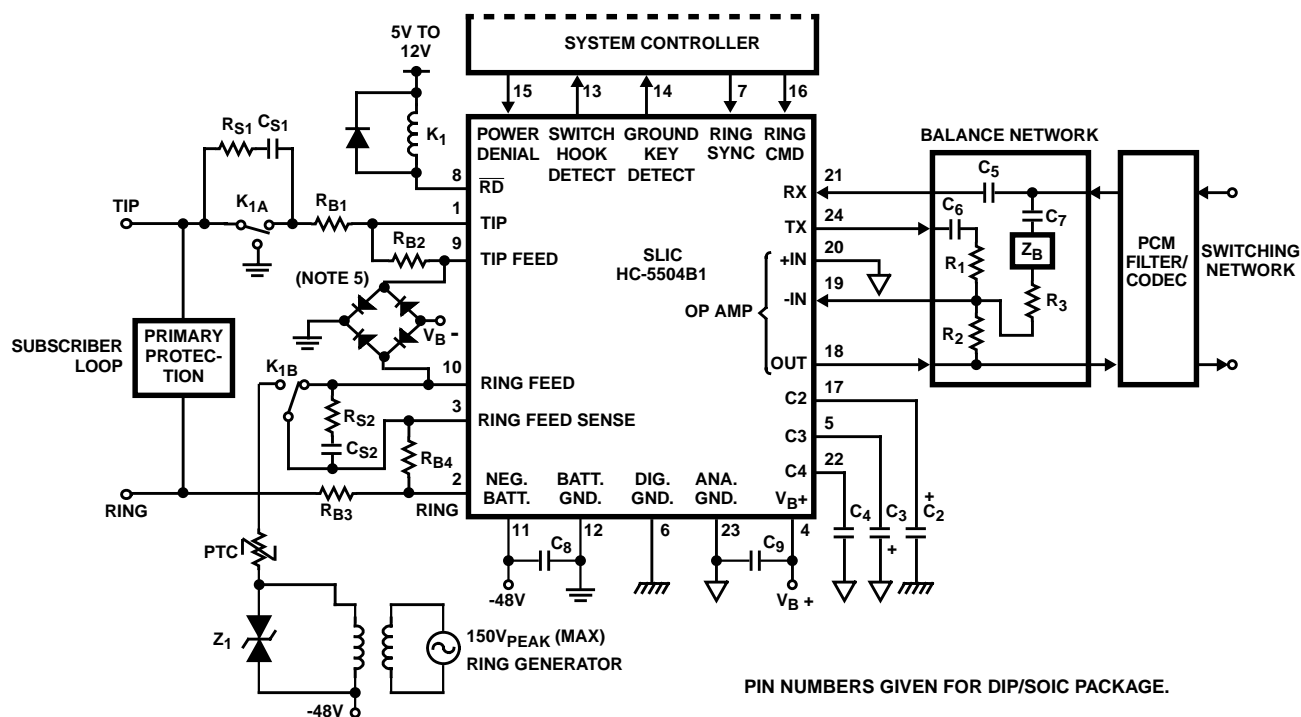 5V TO
12V
SYSTEM CONTROLLER
15
13
14
7
16
POWER
DENIAL
SWITCH
HOOK
DETECT
GROUND
KEY
DETECT
RING
SYNC
RING
CMD
RS1
CS1
K1
8
RD
K1A
TIP
RB1
1
TIP
RB2
9
TIP FEED
(NOTE 5)
VB -
SLIC
HC-5504B1
OP AMP
BALANCE NETWORK
21
RX
C5
24
TX
C6
C7
ZB
20
+IN
R1
19
-IN
R3
R2
18
OUT
PCM
FILTER/
CODEC
SWITCHING
NETWORK
SUBSCRIBER
LOOP
PRIMARY
PROTEC-
TION
K1B
10
RING FEED
RS2
3
RING FEED SENSE
CS2
RB4
2
RING
RING
RB3
17
C2
5
C3
22
C4
NEG.
BATT.
BATT.
GND.
DIG.
GND.
ANA.
GND.
VB+
11
12
6
23
4
C8
C9
-48V
VB +
C4
C3
+
+
C2
PTC
Z1
150VPEAK (MAX)
RING GENERATOR
-48V
PIN NUMBERS GIVEN FOR DIP/SOIC PACKAGE.